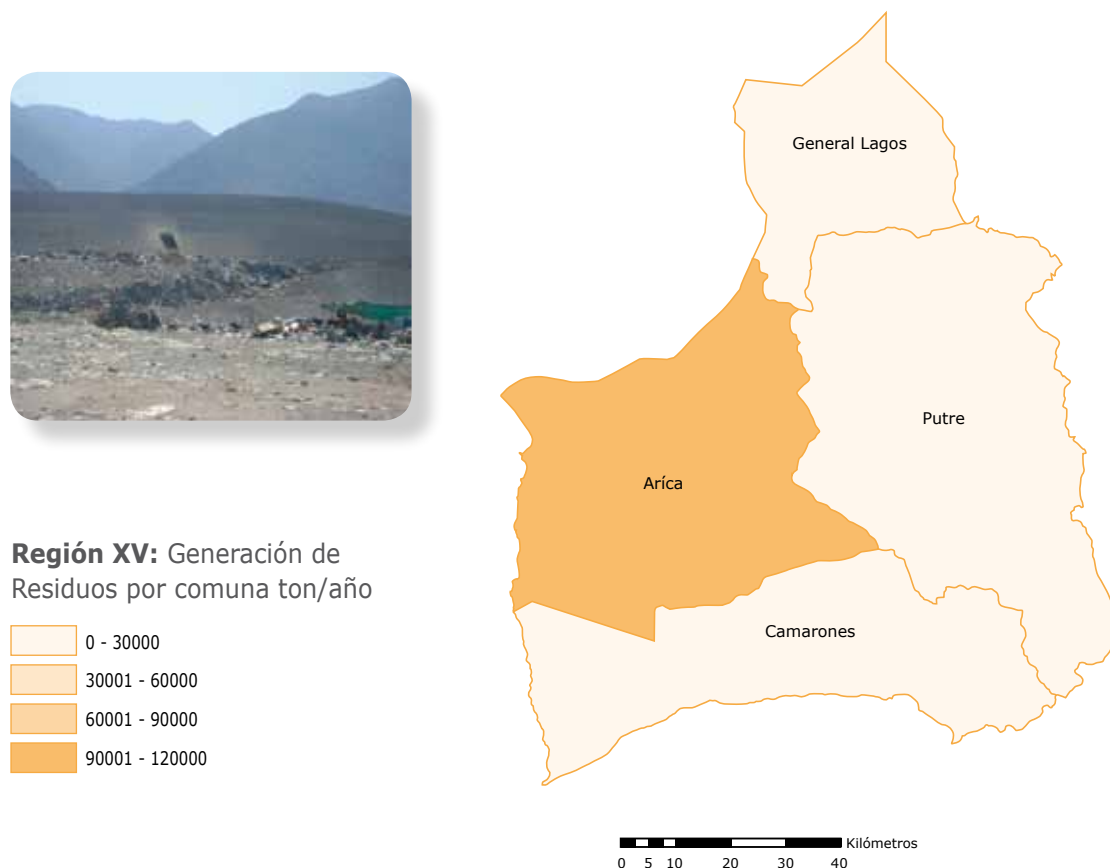 General Lagos
Putre
Aríca
Región XV: Generación de
Residuos por comuna ton/año
0 - 30000
30001 - 60000
60001 - 90000
90001 - 120000
Camarones
Kilómetros
0 5 10 20 30 40